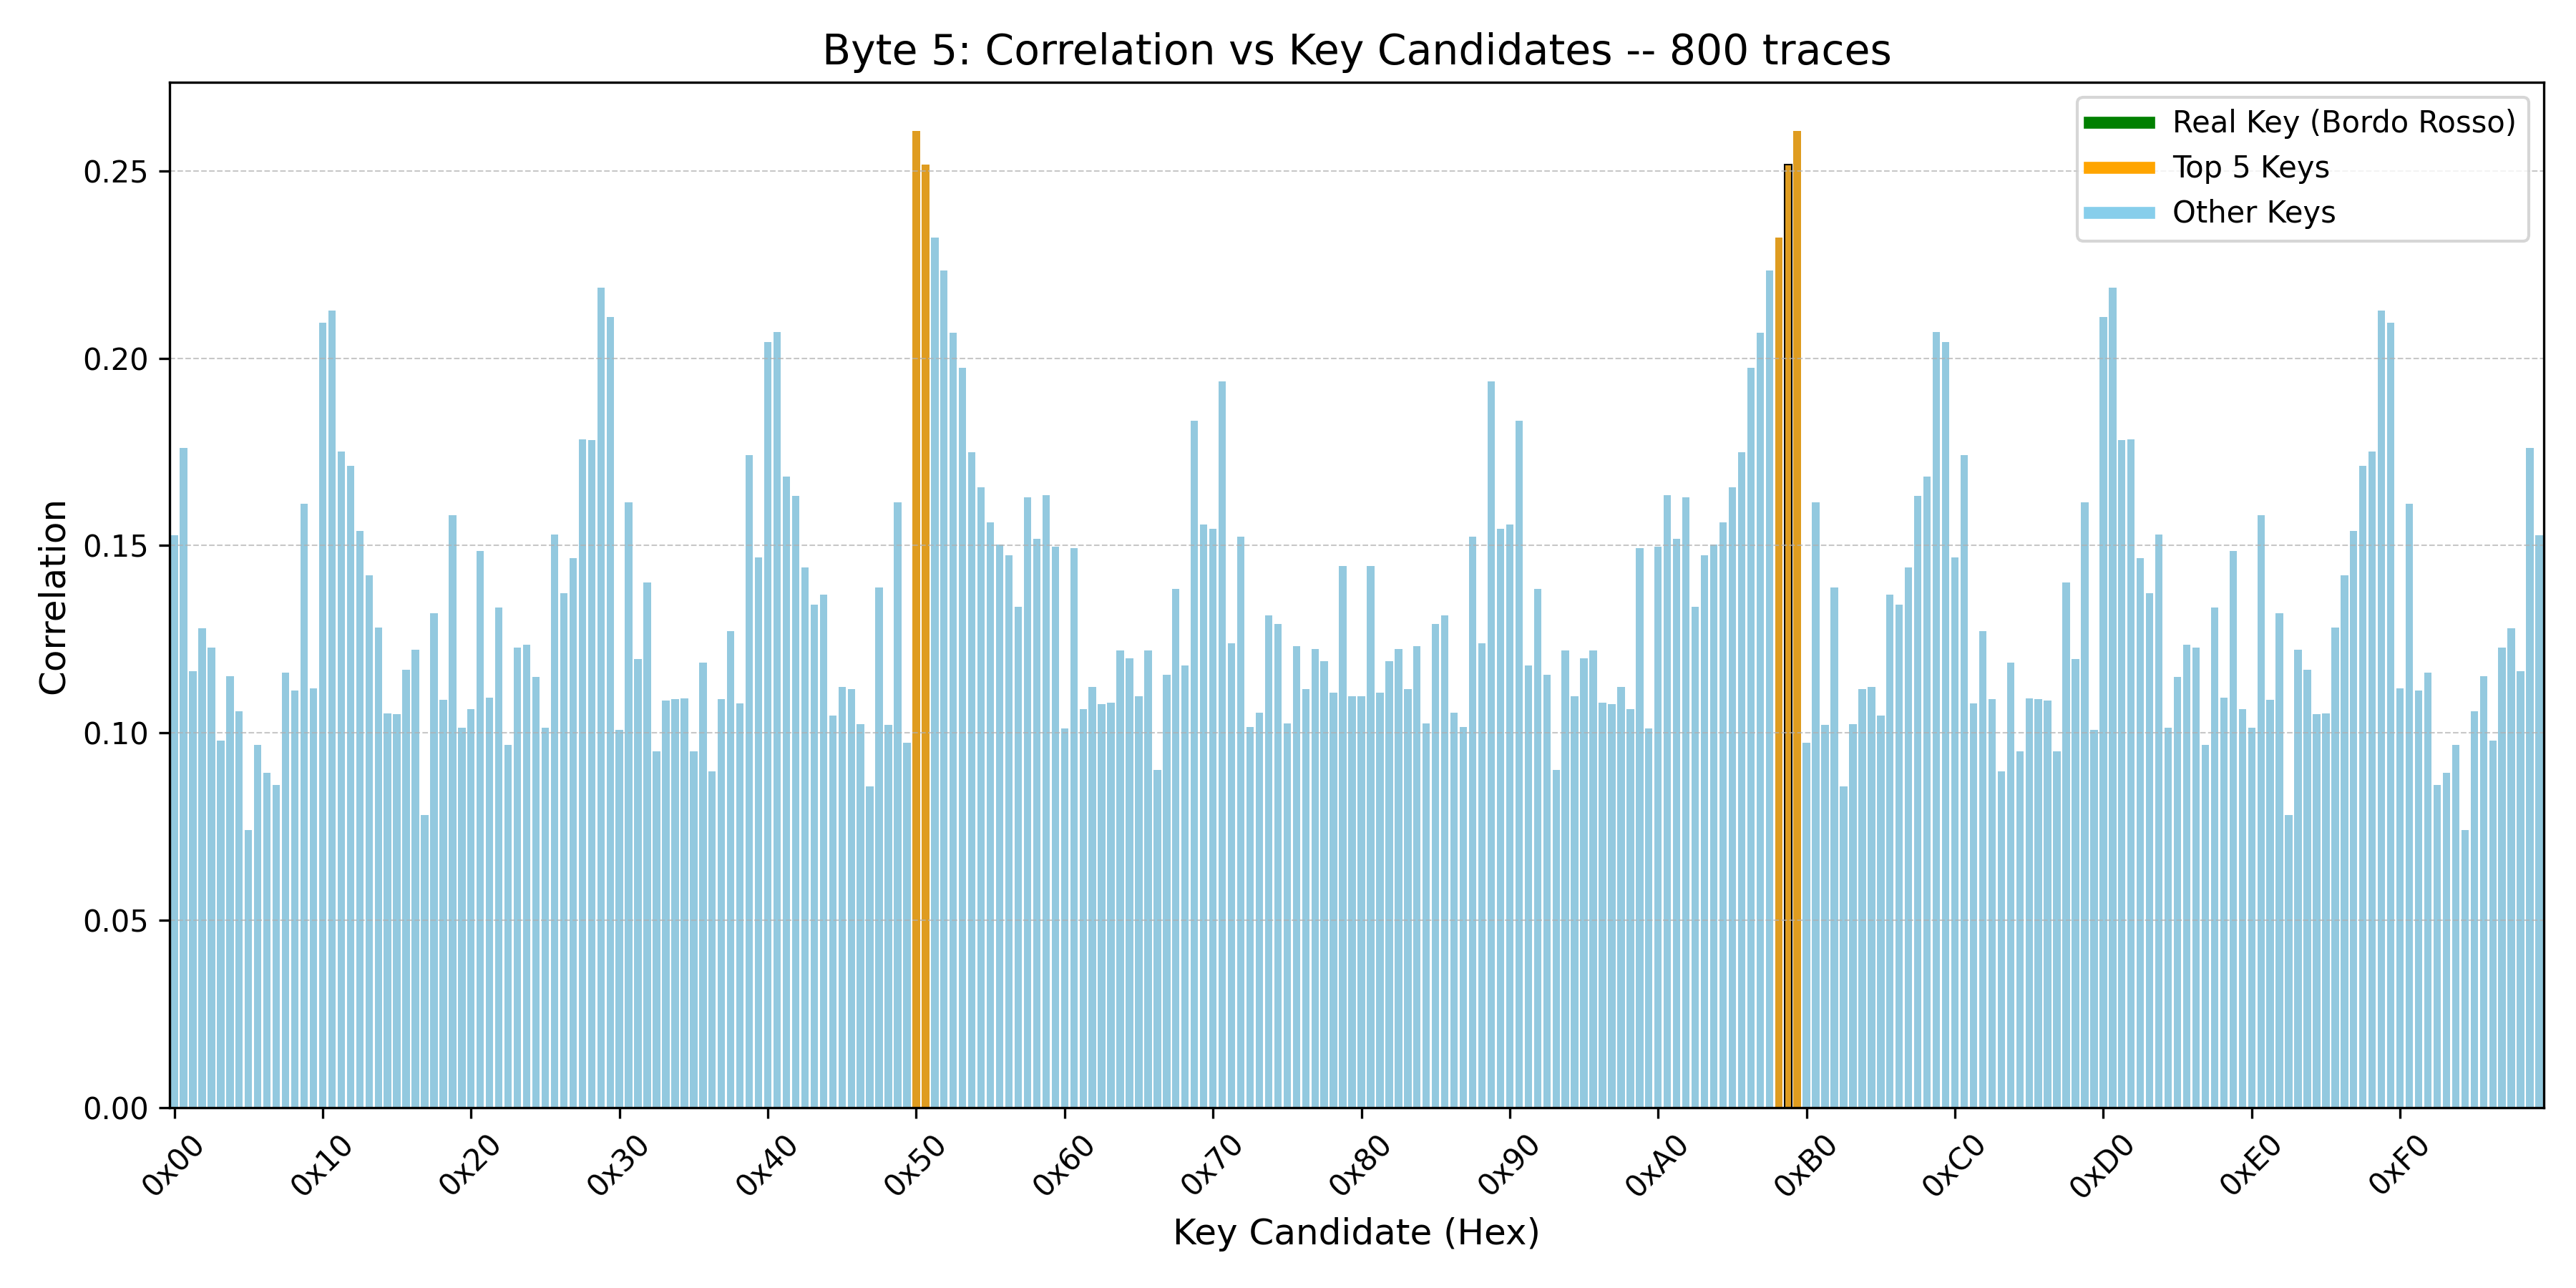 Byte 5: Correlation vs Key Candidates -- 800 traces
Real Key (Bordo Rosso)
Top 5 Keys
Other Keys
Correlation
0.25
0.20
0.15
0.10
0.05
0.00
0x00 0x10 0x20 0x30 0x40 0x50 0x60 0x70 0x80 0x90 0xA0 0xB0 0xC0 0xD0 0xE0 0xF0
Key Candidate (Hex)